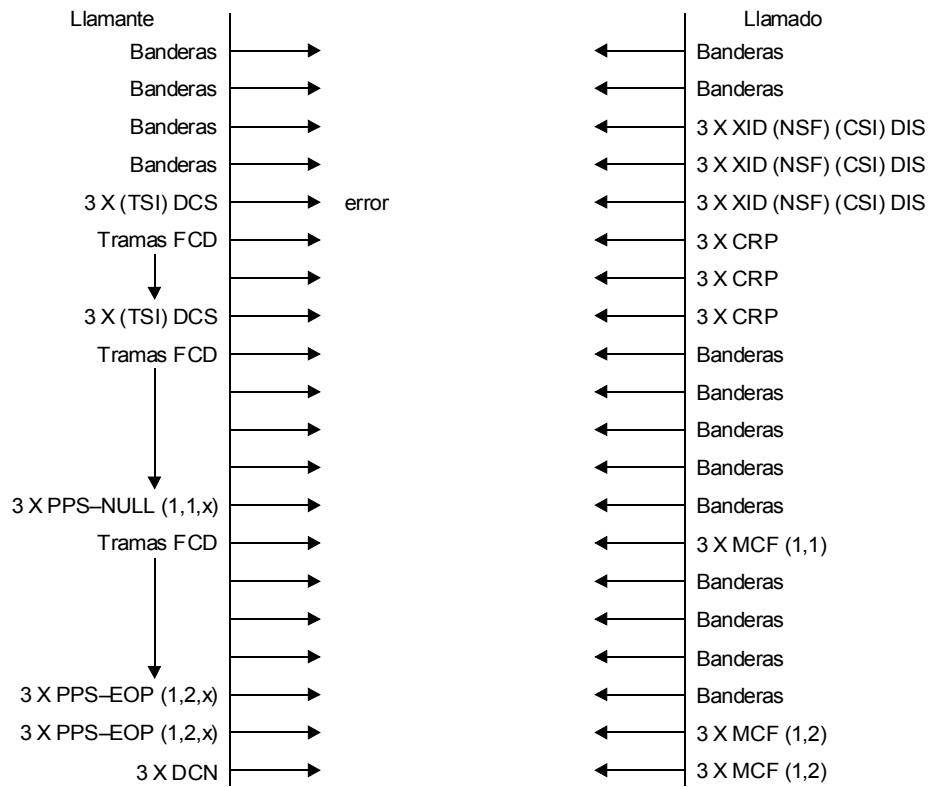 Llamante Llamado
Banderas Banderas
Banderas Banderas
Banderas 3 X XID (NSF) (CSI) DIS
Banderas 3 X XID (NSF) (CSI) DIS
3 X (TSI) DCS error 3 X XID (NSF) (CSI) DIS
Tramas FCD 3 X CRP
3 X CRP
3 X (TSI) DCS 3 X CRP
Tramas FCD Banderas
Banderas
Banderas
Banderas
3 X PPS–NULL (1,1,x) Banderas
Tramas FCD 3 X MCF (1,1)
Banderas
Banderas
Banderas
3 X PPS–EOP (1,2,x) Banderas
3 X PPS–EOP (1,2,x) 3 X MCF (1,2)
3 X DCN 3 X MCF (1,2)